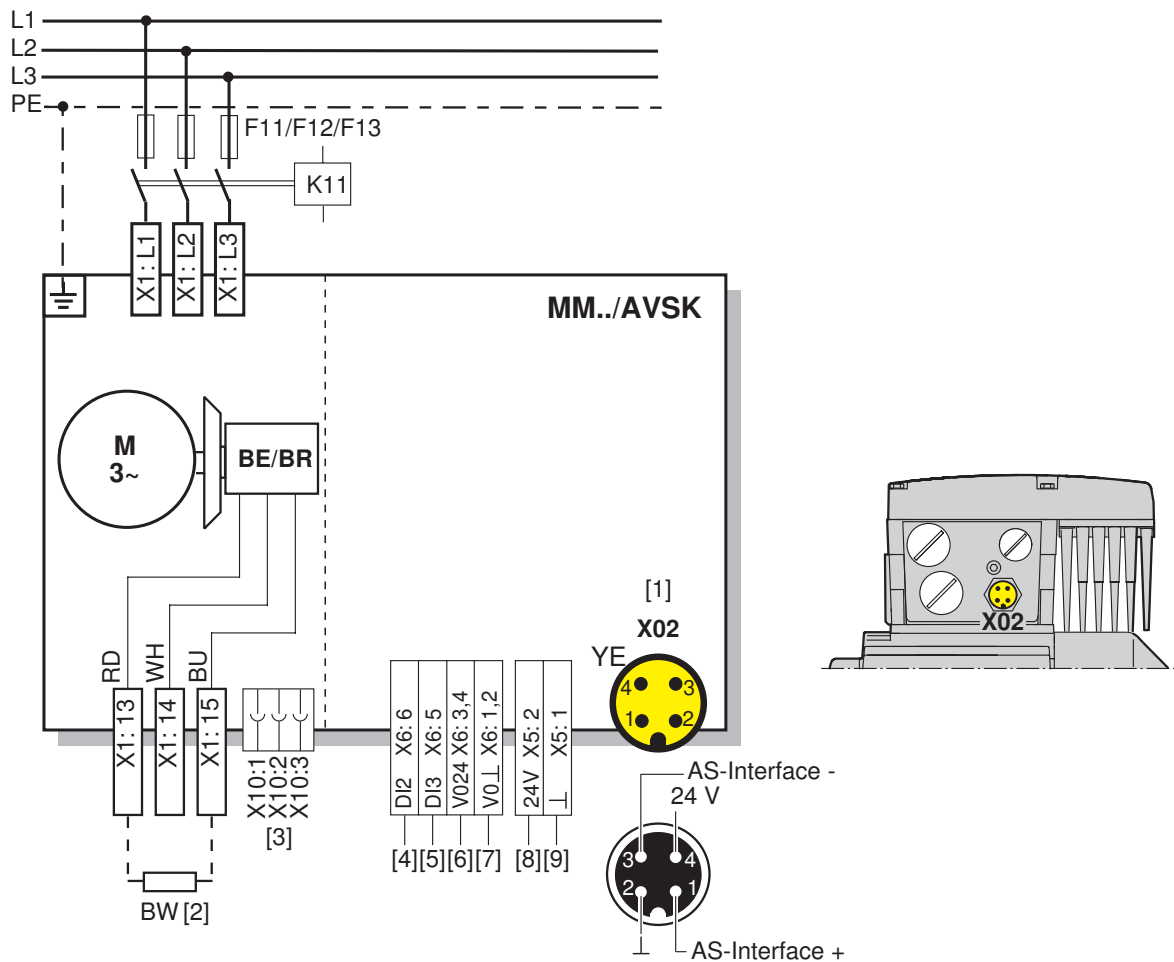 L1
L2
L3
PE
F11/F12/F13
K11
X1: L1
X1: L2
X1: L3
MM../AVSK
M
3~
BE/BR
[1]
X02
YE
4 3
1 2
RD
WH
BU
X1: 13
X1: 14
X1: 15
X10:1
X10:2
X10:3
[3]
DI2 X6: 6
DI3 X6: 5
V024 X6: 3,4
V0⊥ X6: 1,2
24V X5: 2
⊥ X5: 1
[4] [5] [6] [7] [8] [9]
BW [2]
AS-Interface -
24 V
3 4
2 1
AS-Interface +
X02